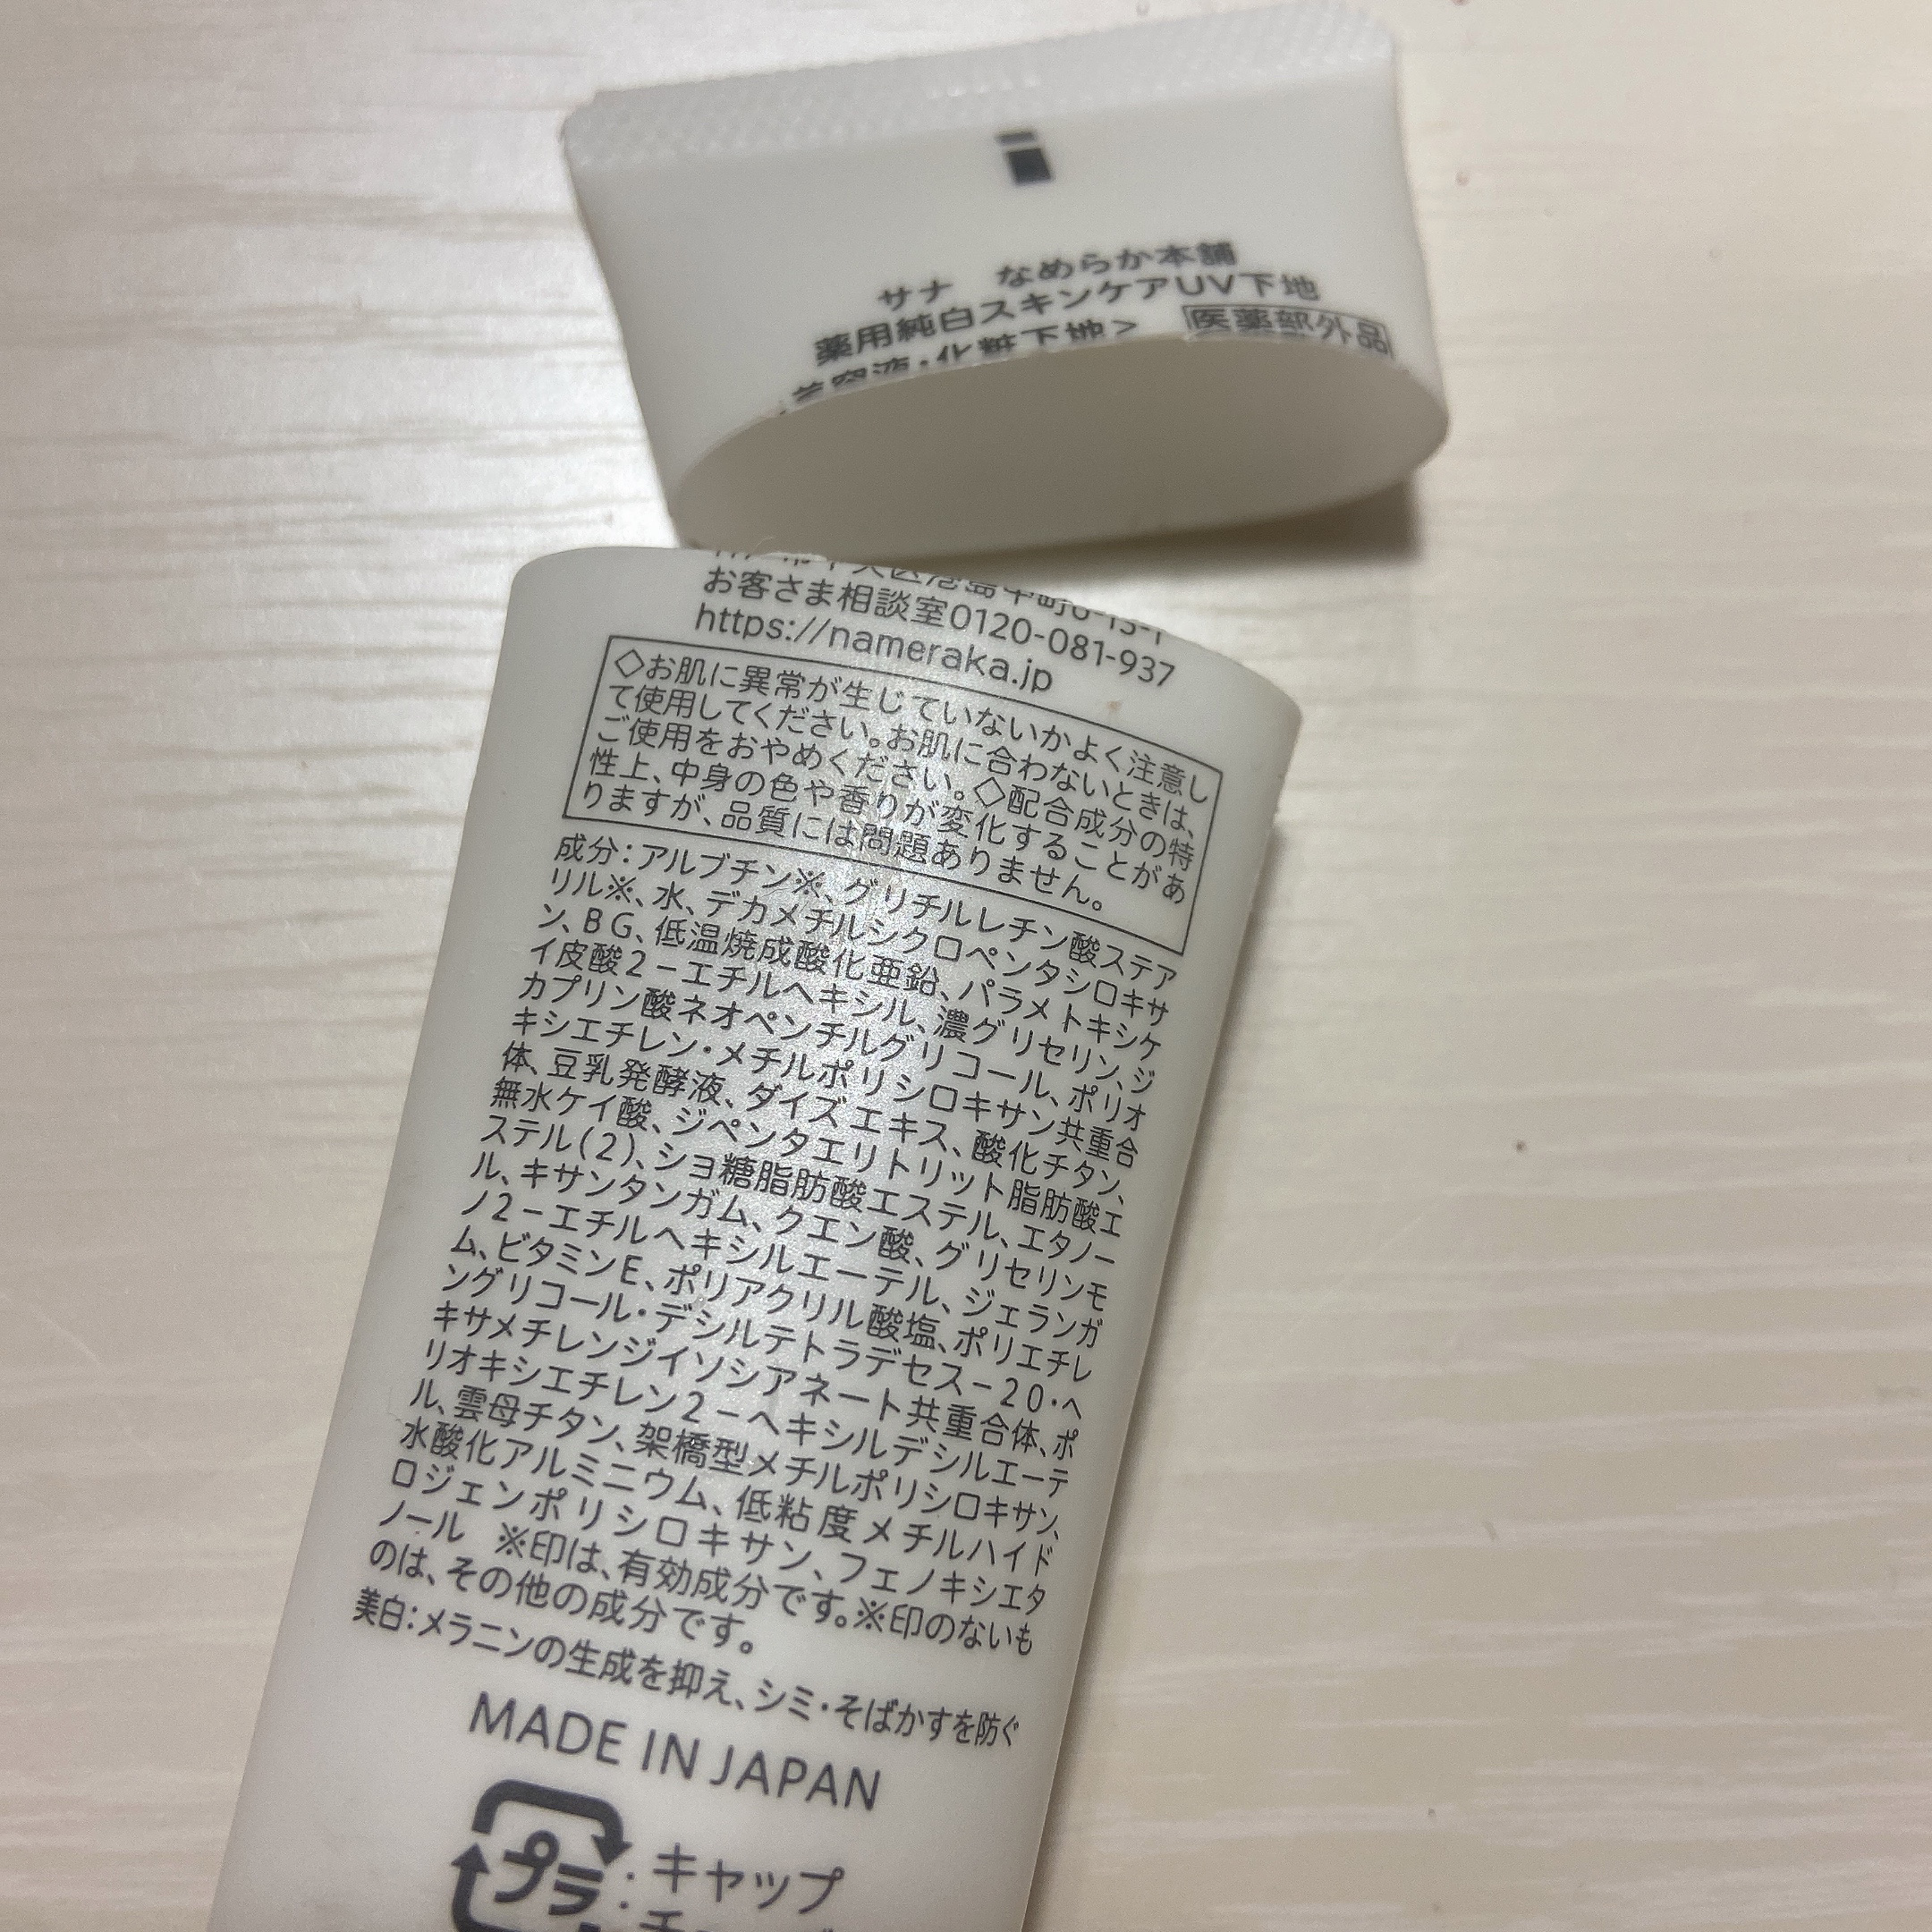 サナ なめらか本舗
薬用純白スキンケアUV下地
美容液・化粧下地> 医薬部外品
市中央区港島中町6-13-1
お客さま相談室0120-081-937
https://nameraka.jp
◇お肌に異常が生じていないかよく注意し
て使用してください。お肌に合わないときは、
ご使用をおやめください。◇配合成分の特
性上、中身の色や香りが変化することがあ
りますが、品質には問題ありません。
成分：アルブチン※、グリチルレチン酸ステア
リル※、水、デカメチルシクロペンタシロキサ
ン、BG、低温焼成酸化亜鉛、パラメトキシケ
イ皮酸2－エチルヘキシル、濃グリセリン、ジ
カプリン酸ネオペンチルグリコール、ポリオ
キシエチレン・メチルポリシロキサン共重合
体、豆乳発酵液、ダイズエキス、酸化チタン、
無水ケイ酸、ジペンタエリトリット脂肪酸エ
ステル(2)、ショ糖脂肪酸エステル、エタノー
ル、キサンタンガム、クエン酸、グリセリンモ
ノ2－エチルヘキシルエーテル、ジェランガ
ム、ビタミンE、ポリアクリル酸塩、ポリエチレ
ングリコール・デシルテトラデセス－20・ヘ
キサメチレンジイソシアネート共重合体、ポ
リオキシエチレン2－ヘキシルデシルエーテ
ル、雲母チタン、架橋型メチルポリシロキサン、
水酸化アルミニウム、低粘度メチルハイド
ロジェンポリシロキサン、フェノキシエタ
ノール ※印は、有効成分です。※印のないも
のは、その他の成分です。
美白：メラニンの生成を抑え、シミ・そばかすを防ぐ
MADE IN JAPAN
プラ：キャップ